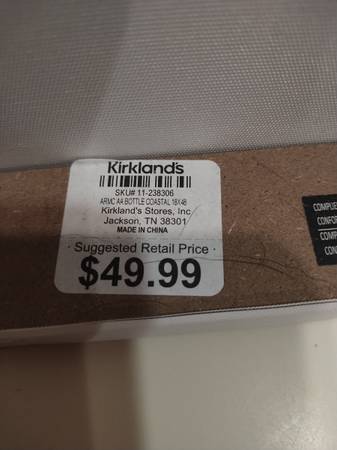 Kirkland's
SKU# 11-238306
ARMC AA BOTTLE COASTAL 18X48
Kirkland's Stores, Inc
Jackson, TN 38301
MADE IN CHINA
· Suggested Retail Price ·
$49.99